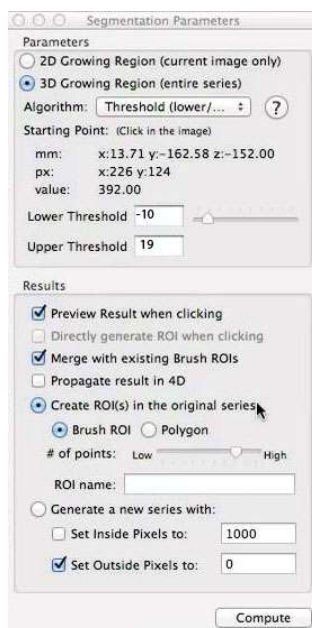 Segmentation Parameters
Parameters
2D Growing Region (current image only)
3D Growing Region (entire series)
Algorithm: Threshold (lower/... ?
Starting Point: (Click in the image)
mm: x:13.71 y:-162.58 z:-152.00
px: x:226 y:124
value: 392.00
Lower Threshold -10
Upper Threshold 19
Results
Preview Result when clicking
Directly generate ROI when clicking
Merge with existing Brush ROIs
Propagate result in 4D
Create ROI(s) in the original series
Brush ROI Polygon
# of points: Low High
ROI name:
Generate a new series with:
Set Inside Pixels to: 1000
Set Outside Pixels to: 0
Compute